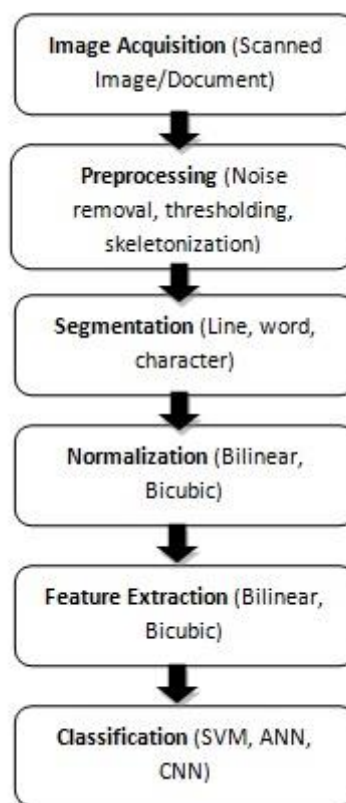 Image Acquisition (Scanned
Image/Document)
Preprocessing (Noise
removal, thresholding,
skeletonization)
Segmentation (Line, word,
character)
Normalization (Bilinear,
Bicubic)
Feature Extraction (Bilinear,
Bicubic)
Classification (SVM, ANN,
CNN)